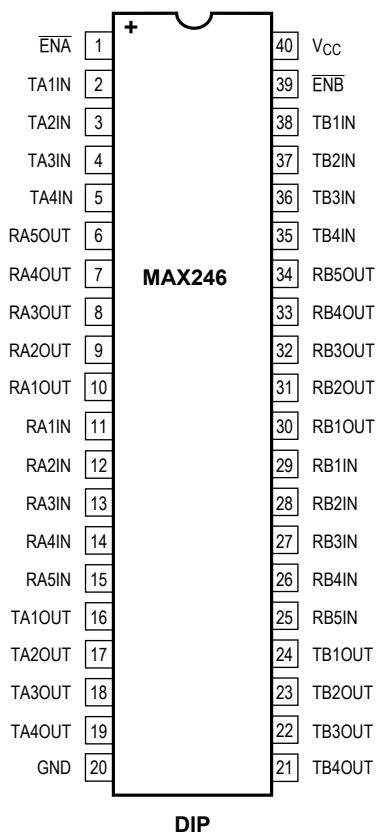 +
E̅N̅A̅ 1 40 VCC
TA1IN 2 39 E̅N̅B̅
TA2IN 3 38 TB1IN
TA3IN 4 37 TB2IN
TA4IN 5 36 TB3IN
RA5OUT 6 35 TB4IN
RA4OUT 7 MAX246 34 RB5OUT
RA3OUT 8 33 RB4OUT
RA2OUT 9 32 RB3OUT
RA1OUT 10 31 RB2OUT
RA1IN 11 30 RB1OUT
RA2IN 12 29 RB1IN
RA3IN 13 28 RB2IN
RA4IN 14 27 RB3IN
RA5IN 15 26 RB4IN
TA1OUT 16 25 RB5IN
TA2OUT 17 24 TB1OUT
TA3OUT 18 23 TB2OUT
TA4OUT 19 22 TB3OUT
GND 20 21 TB4OUT
DIP